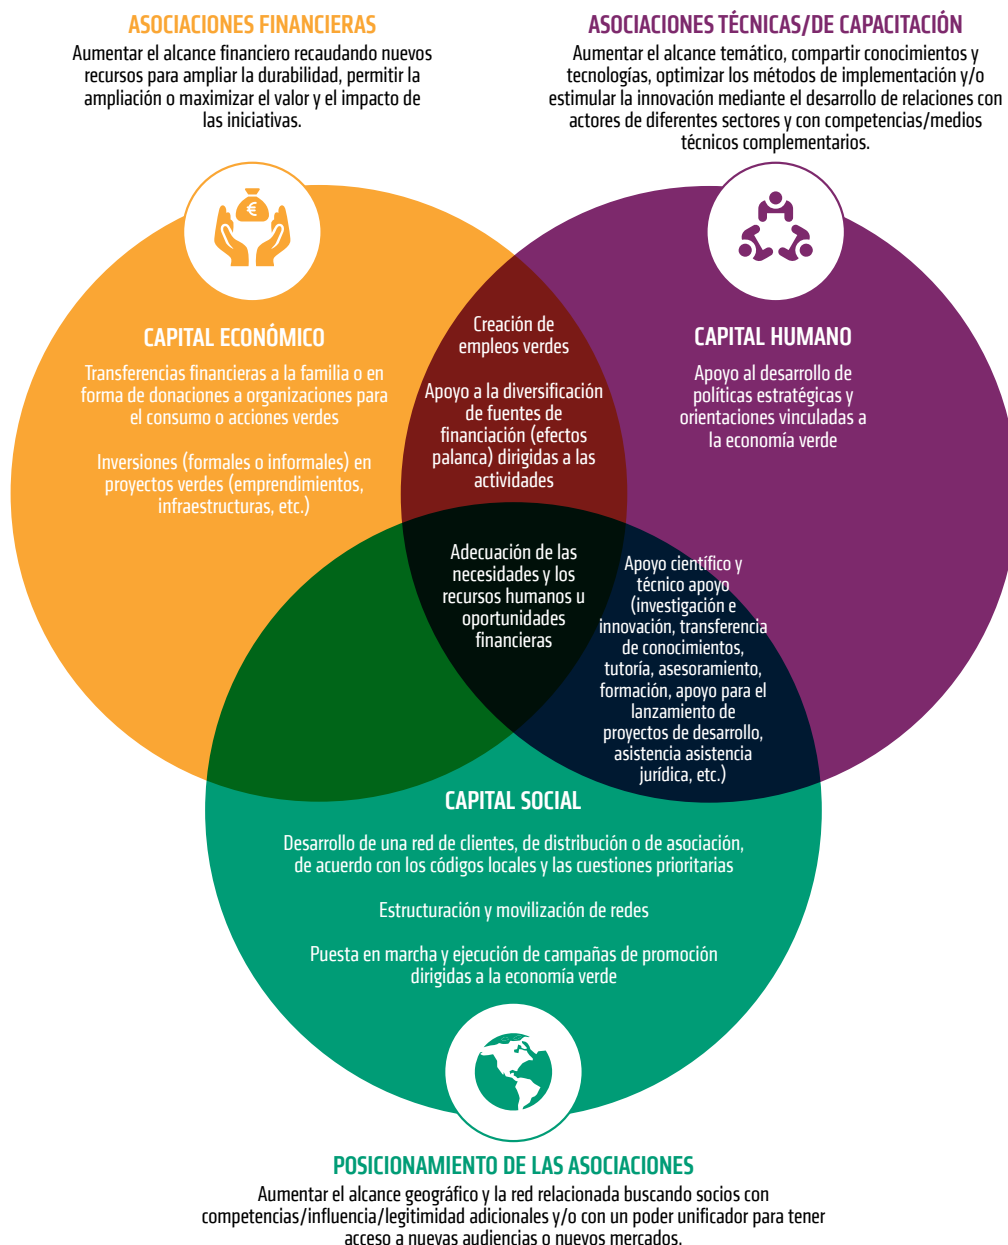 ASOCIACIONES FINANCIERAS
Aumentar el alcance financiero recaudando nuevos
recursos para ampliar la durabilidad, permitir la
ampliación o maximizar el valor y el impacto de
las iniciativas.
ASOCIACIONES TÉCNICAS/DE CAPACITACIÓN
Aumentar el alcance temático, compartir conocimientos y
tecnologías, optimizar los métodos de implementación y/o
estimular la innovación mediante el desarrollo de relaciones con
actores de diferentes sectores y con competencias/medios
técnicos complementarios.
€
CAPITAL ECONÓMICO
Transferencias financieras a la familia o en
forma de donaciones a organizaciones para
el consumo o acciones verdes
Inversiones (formales o informales) en
proyectos verdes (emprendimientos,
infraestructuras, etc.)
Creación de
empleos verdes
Apoyo a la diversificación
de fuentes de
financiación (efectos
palanca) dirigidas a las
actividades
CAPITAL HUMANO
Apoyo al desarrollo de
políticas estratégicas y
orientaciones vinculadas a
la economía verde
Adecuación de las
necesidades y los
recursos humanos u
oportunidades
financieras
Apoyo científico y
técnico apoyo
(investigación e
innovación, transferencia
de conocimientos,
tutoría, asesoramiento,
formación, apoyo para el
lanzamiento de
proyectos de desarrollo,
asistencia asistencia
jurídica, etc.)
CAPITAL SOCIAL
Desarrollo de una red de clientes, de distribución o de asociación,
de acuerdo con los códigos locales y las cuestiones prioritarias
Estructuración y movilización de redes
Puesta en marcha y ejecución de campañas de promoción
dirigidas a la economía verde
POSICIONAMIENTO DE LAS ASOCIACIONES
Aumentar el alcance geográfico y la red relacionada buscando socios con
competencias/influencia/legitimidad adicionales y/o con un poder unificador para tener
acceso a nuevas audiencias o nuevos mercados.